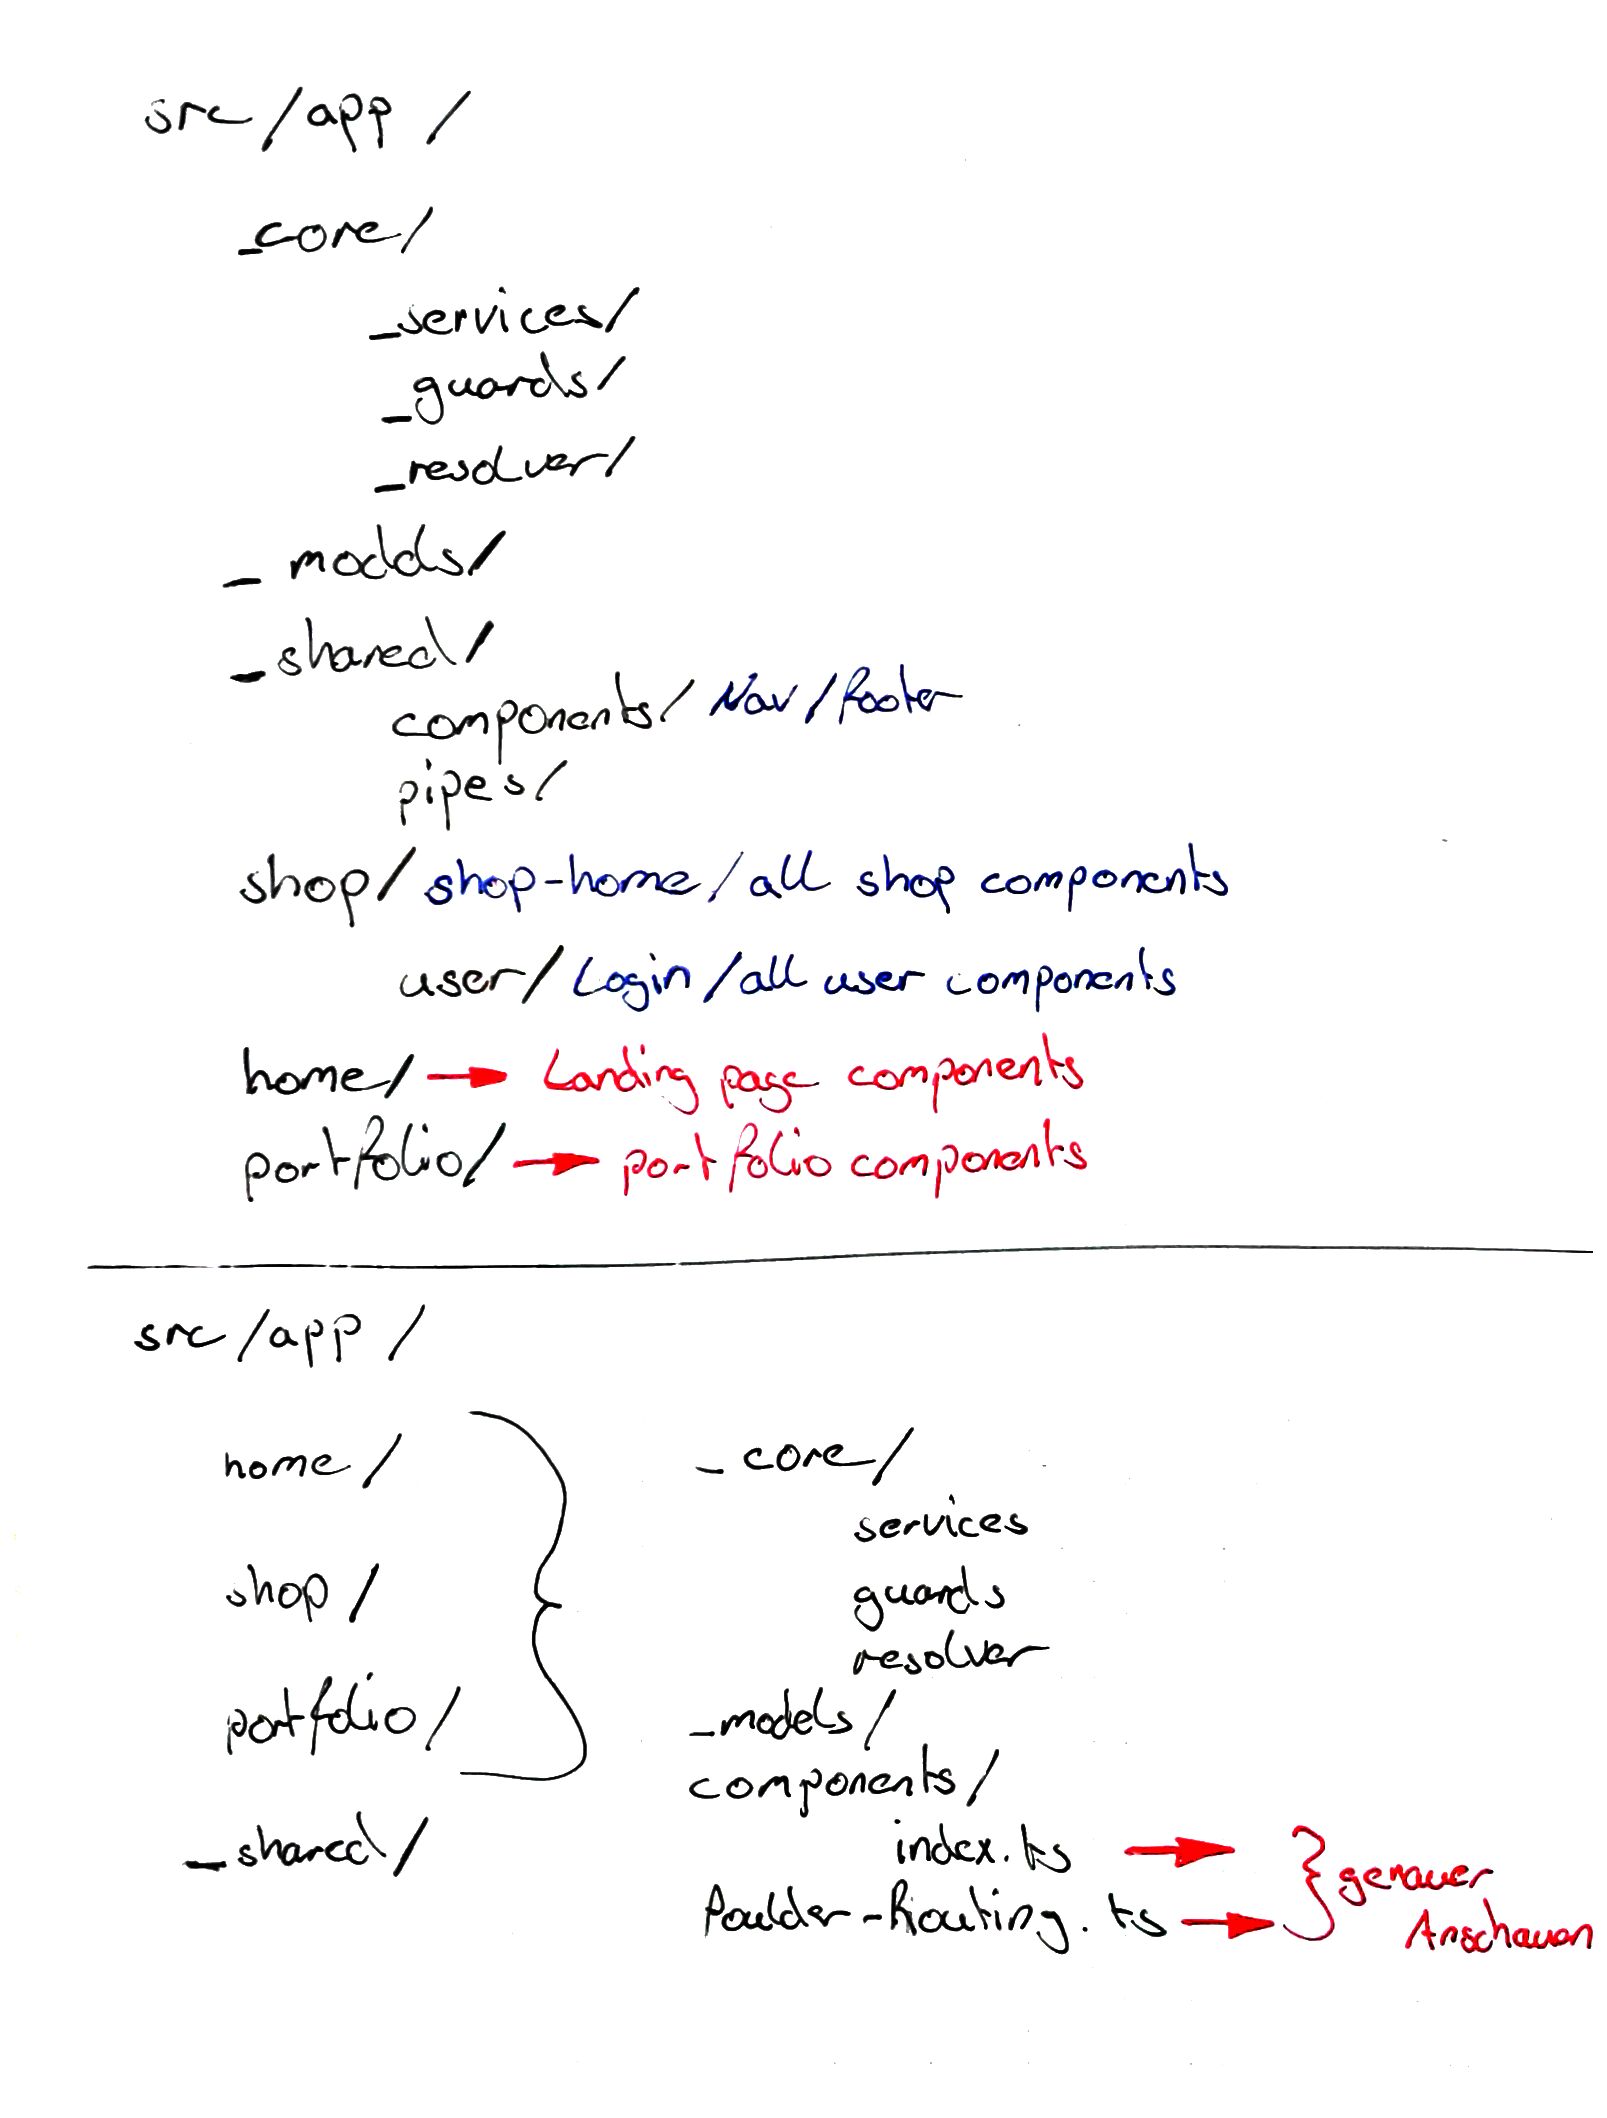 src/app/
_core/
_services/
_guards/
_resolver/
_models/
_shared/
components/ Nav/footer
pipes/
shop/ shop-home/all shop components
user/ Login/all user components
home/ → Landing page components
portfolio/ → portfolio components
src/app/
home/
shop/
portfolio/
_shared/
_core/
services
guards
resolver
_models/
components/
index.ts →
-Routing.ts →
genauer
Anschauen